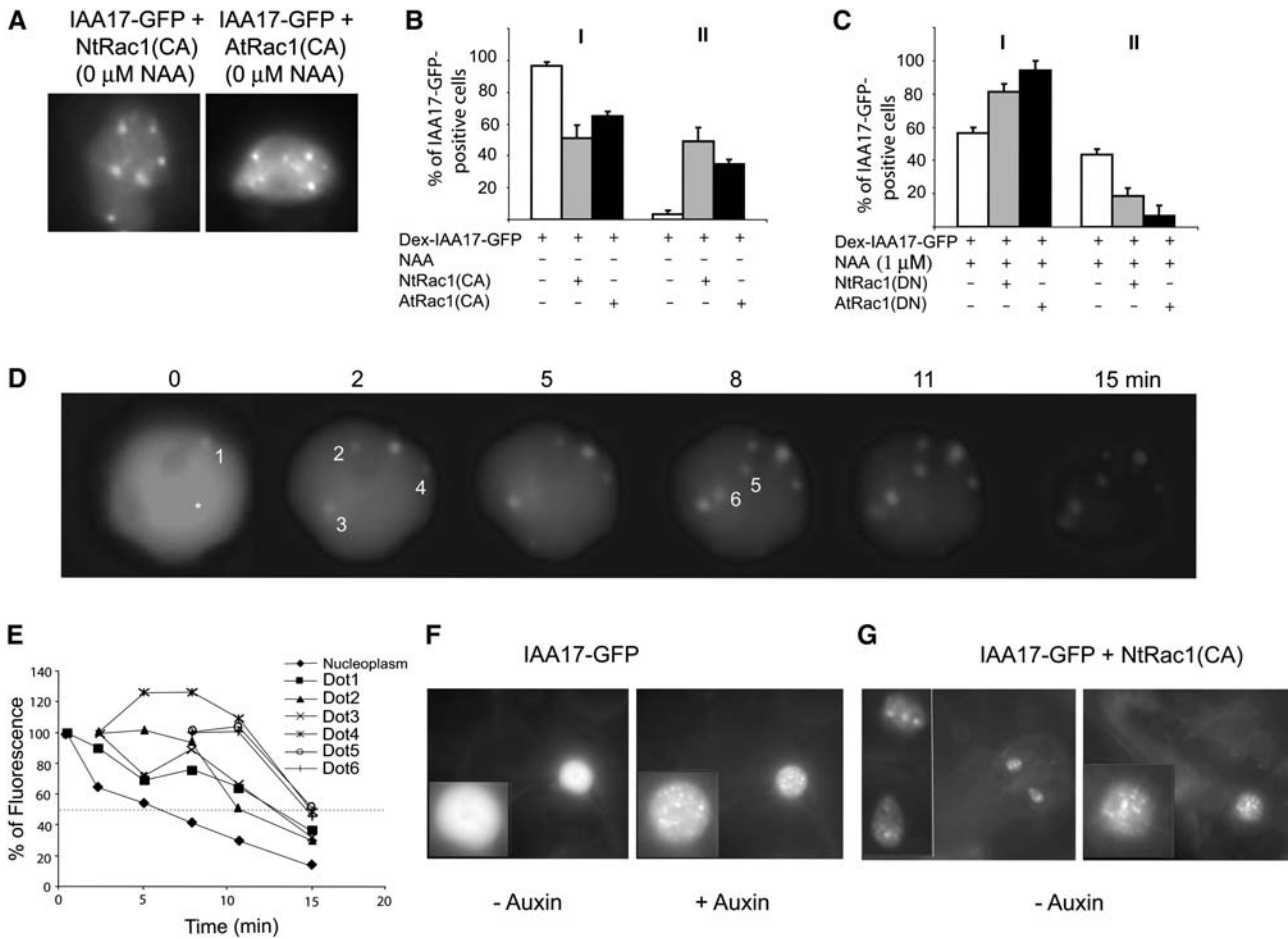 A
IAA17-GFP +
NtRac1(CA)
(0 μM NAA)
IAA17-GFP +
AtRac1(CA)
(0 μM NAA)
B
% of IAA17-GFP-
positive cells
100
80
60
40
20
I
II
Dex-IAA17-GFP + + + + + +
NAA – – – – – –
NtRac1(CA) – + – – + –
AtRac1(CA) – – + – – +
C
% of IAA17-GFP-
positive cells
100
80
60
40
20
I
II
Dex-IAA17-GFP + + + + + +
NAA (1 μM) + + + + + +
NtRac1(DN) – + – – + –
AtRac1(DN) – – + – – +
D
0 2 5 8 11 15 min
1
*
2
4
3
5
6
E
% of Fluorescence
140
120
100
80
60
40
20
0
0 5 10 15 20
Time (min)
Nucleoplasm
Dot1
Dot2
Dot3
Dot4
Dot5
Dot6
F
IAA17-GFP
- Auxin + Auxin
G
IAA17-GFP + NtRac1(CA)
- Auxin